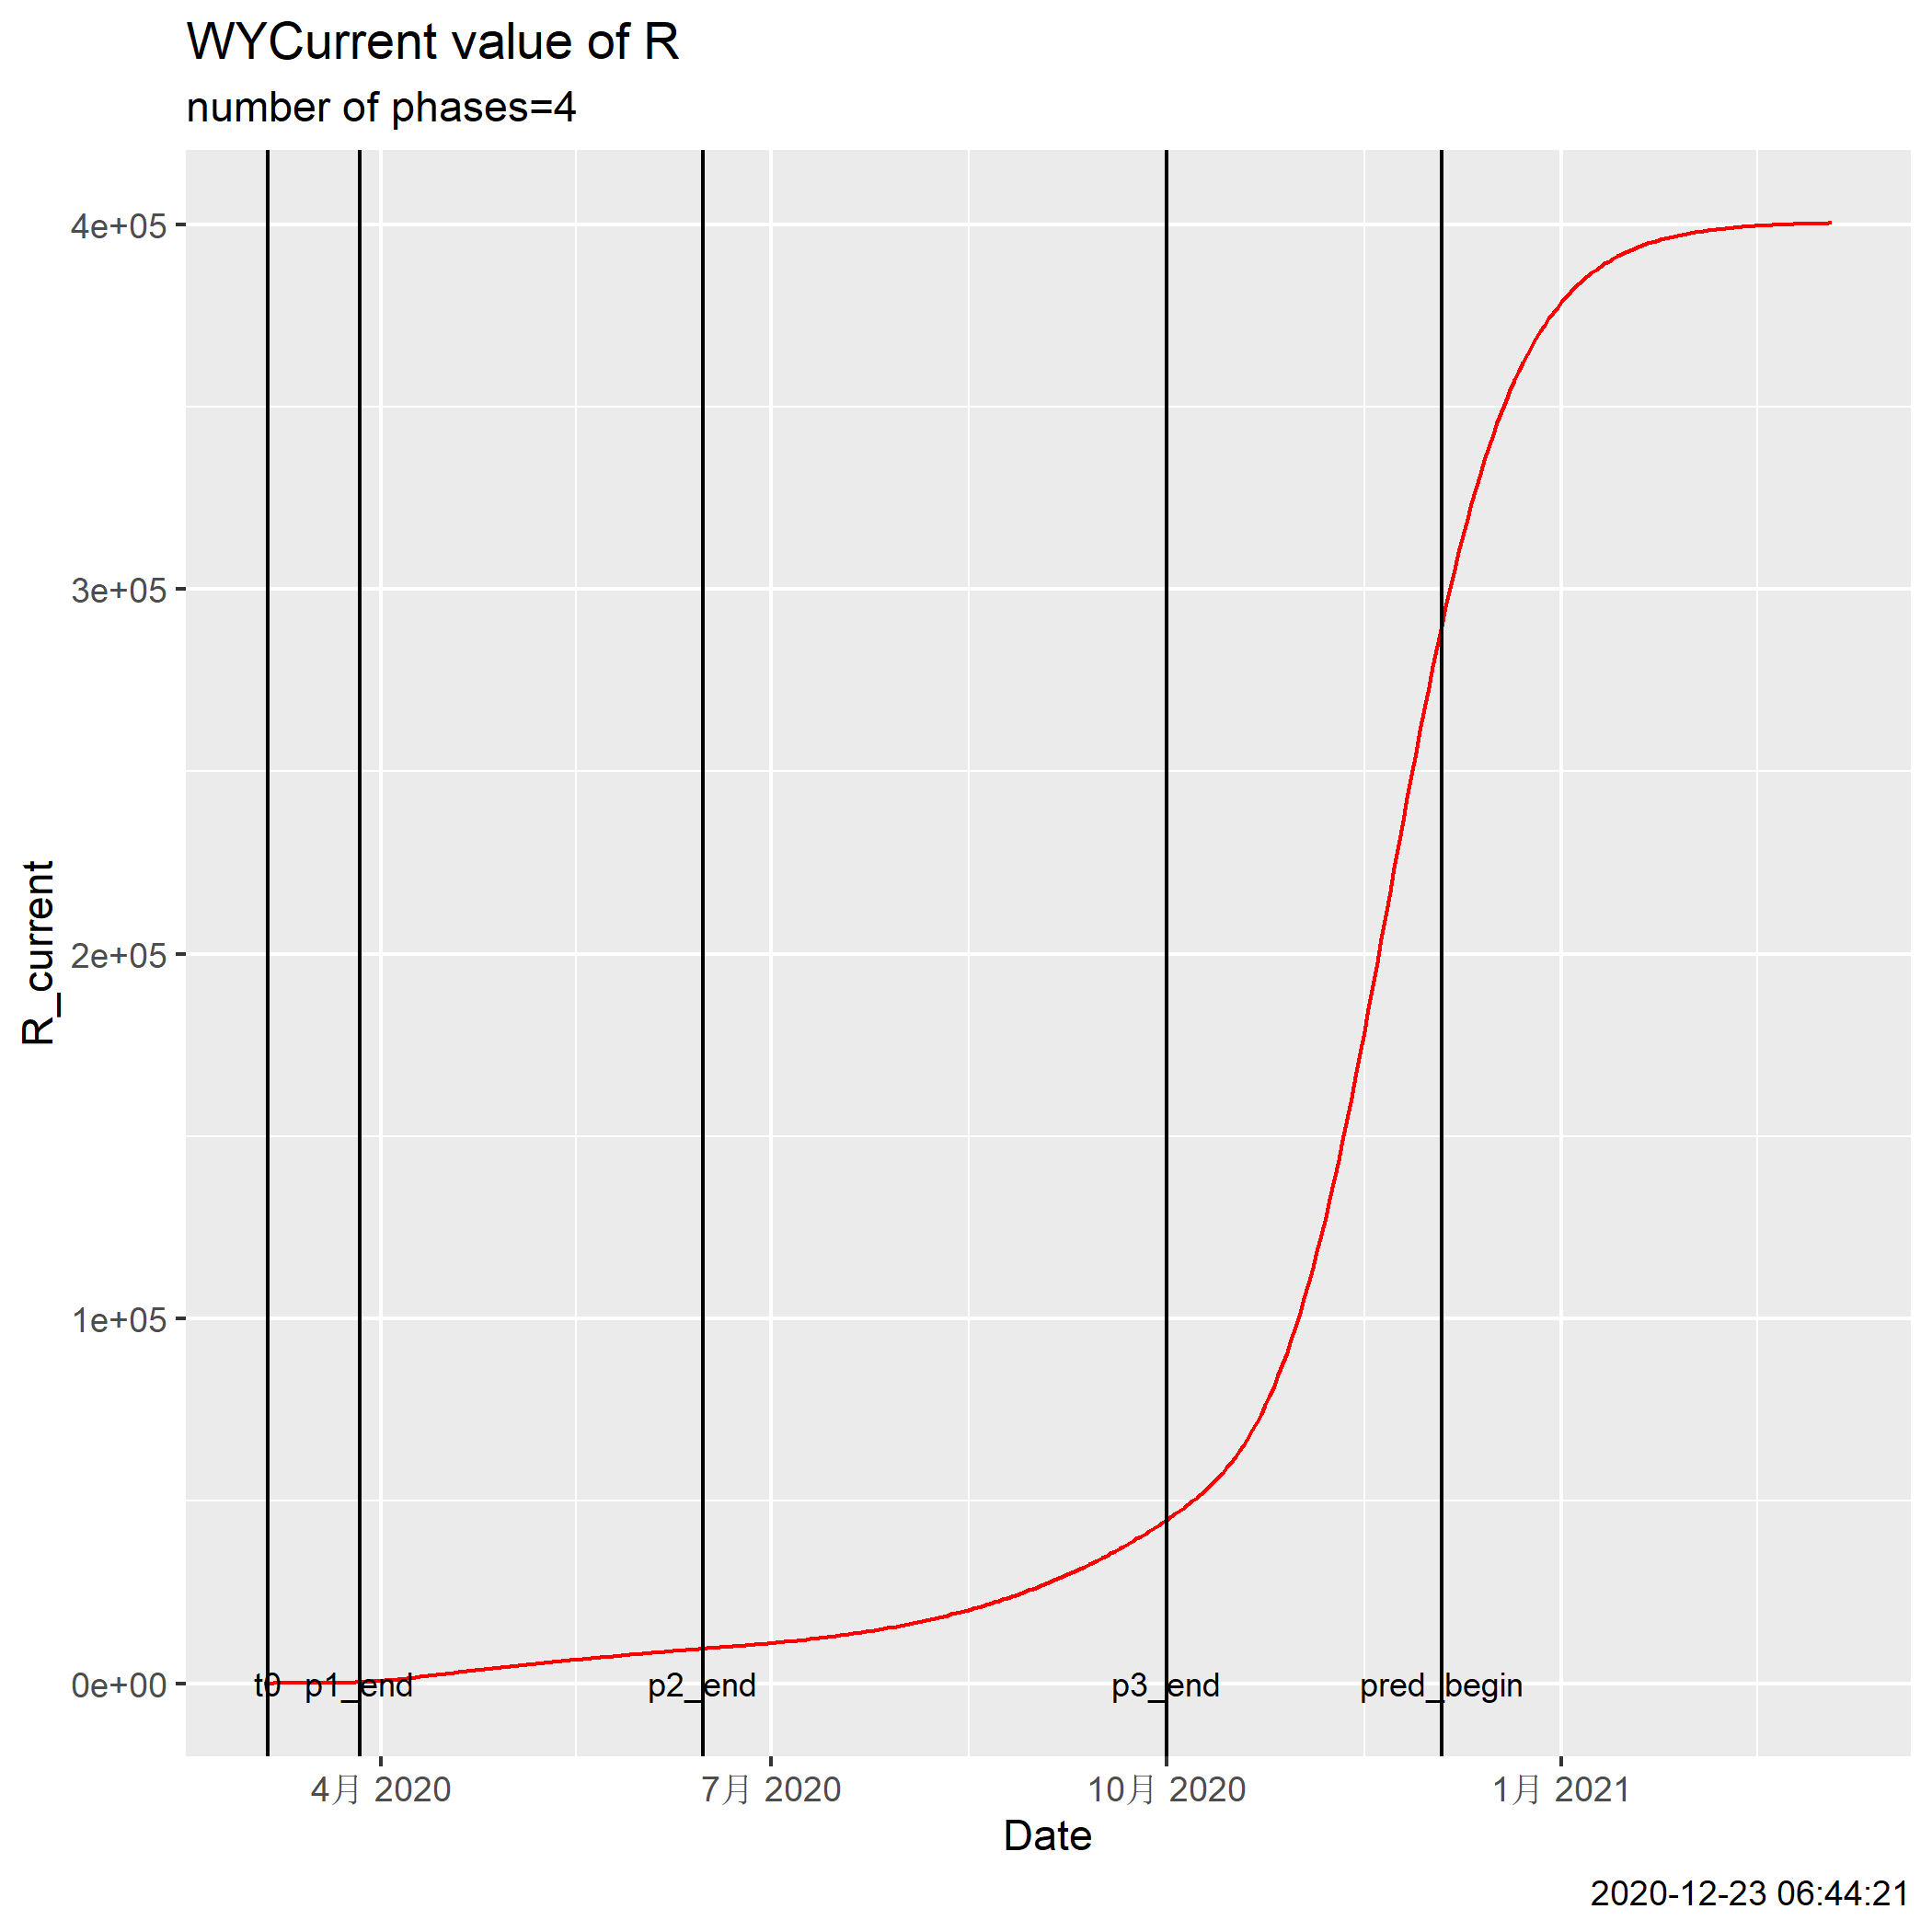 WYCurrent value of R
number of phases=4
R_current
4e+05
3e+05
2e+05
1e+05
0e+00
t0
p1_end
p2_end
p3_end
pred_begin
4月 2020
7月 2020
10月 2020
1月 2021
Date
2020-12-23 06:44:21